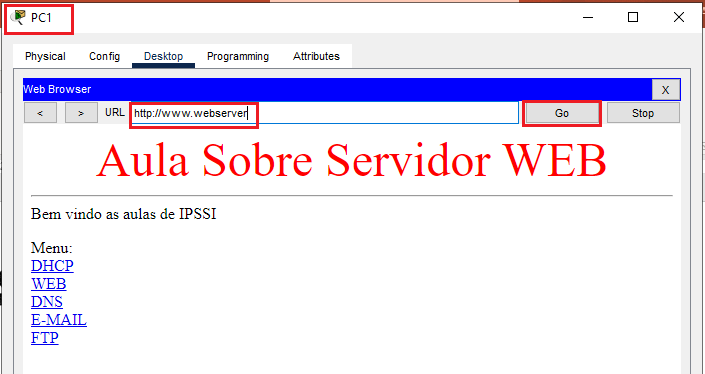 PC1
Physical Config Desktop Programming Attributes
Web Browser X
< > URL http://www.webserver Go Stop
Aula Sobre Servidor WEB
Bem vindo as aulas de IPSSI
Menu:
DHCP
WEB
DNS
E-MAIL
FTP